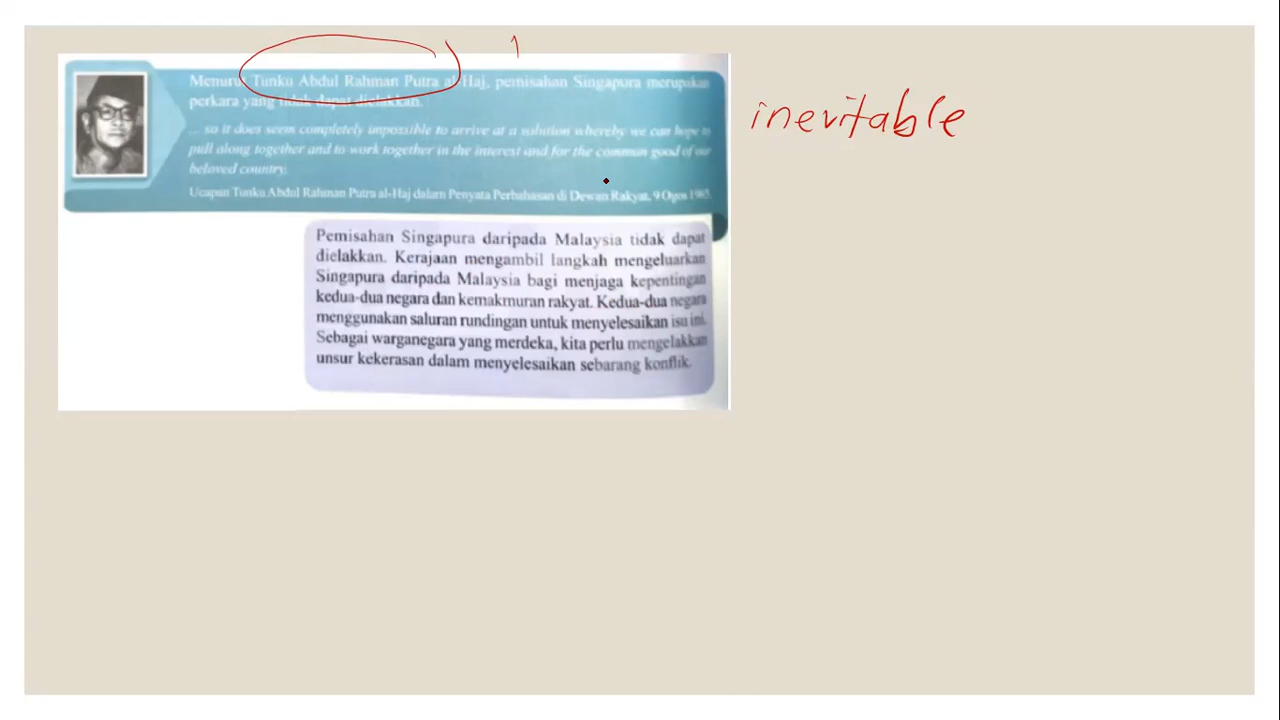 Menurut Tunku Abdul Rahman Putra al-Haj, pemisahan Singapura merupakan
perkara yang tidak dapat dielakkan.
... so it does seem completely impossible to arrive at a solution whereby we can hope to
pull along together and to work together in the interest and for the common good of our
beloved country.
Ucapan Tunku Abdul Rahman Putra al-Haj dalam Penyata Perbahasan di Dewan Rakyat, 9 Ogos 1965.
inevitable
Pemisahan Singapura daripada Malaysia tidak dapat
dielakkan. Kerajaan mengambil langkah mengeluarkan
Singapura daripada Malaysia bagi menjaga kepentingan
kedua-dua negara dan kemakmuran rakyat. Kedua-dua negara
menggunakan saluran rundingan untuk menyelesaikan isu ini.
Sebagai warganegara yang merdeka, kita perlu mengelakkan
unsur kekerasan dalam menyelesaikan sebarang konflik.